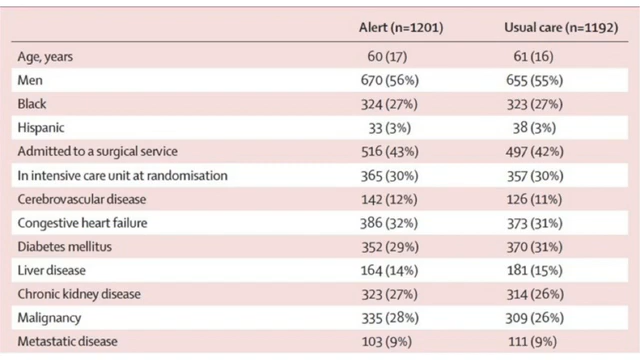 Alert (n=1201) Usual care (n=1192)
Age, years 60 (17) 61 (16)
Men 670 (56%) 655 (55%)
Black 324 (27%) 323 (27%)
Hispanic 33 (3%) 38 (3%)
Admitted to a surgical service 516 (43%) 497 (42%)
In intensive care unit at randomisation 365 (30%) 357 (30%)
Cerebrovascular disease 142 (12%) 126 (11%)
Congestive heart failure 386 (32%) 373 (31%)
Diabetes mellitus 352 (29%) 370 (31%)
Liver disease 164 (14%) 181 (15%)
Chronic kidney disease 323 (27%) 314 (26%)
Malignancy 335 (28%) 309 (26%)
Metastatic disease 103 (9%) 111 (9%)